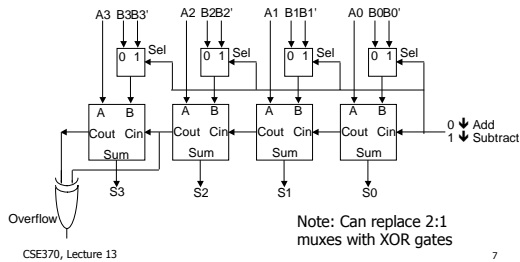 A3 B3B3' A2 B2B2' A1 B1B1' A0 B0B0'
0 1 Sel 0 1 Sel 0 1 Sel 0 1 Sel
A B A B A B A B
Cout Cin Cout Cin Cout Cin Cout Cin
Sum Sum Sum Sum
0 🡻 Add
1 🡻 Subtract
S3 S2 S1 S0
Overflow
Note: Can replace 2:1
muxes with XOR gates
CSE370, Lecture 13
7